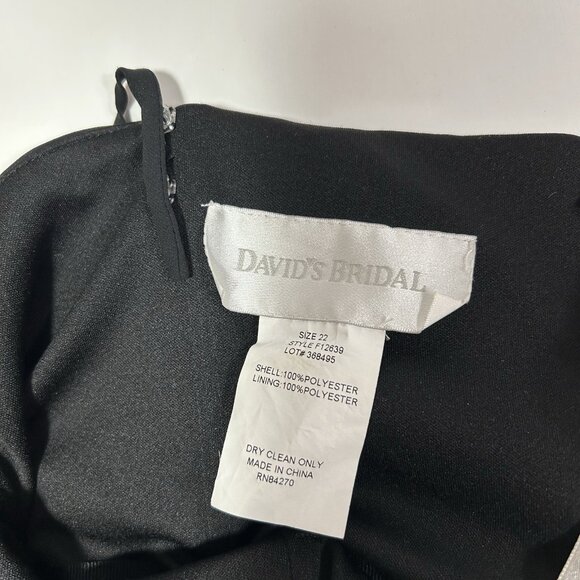 DAVID'S BRIDAL
SIZE 22
STYLE F12639
LOT# 368495
SHELL:100%POLYESTER
LINING:100%POLYESTER
DRY CLEAN ONLY
MADE IN CHINA
RN84270